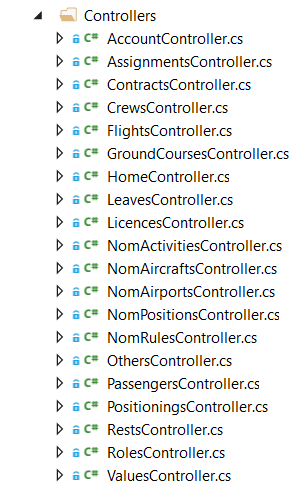 Controllers
C# AccountController.cs
C# AssignmentsController.cs
C# ContractsController.cs
C# CrewsController.cs
C# FlightsController.cs
C# GroundCoursesController.cs
C# HomeController.cs
C# LeavesController.cs
C# LicencesController.cs
C# NomActivitiesController.cs
C# NomAircraftsController.cs
C# NomAirportsController.cs
C# NomPositionsController.cs
C# NomRulesController.cs
C# OthersController.cs
C# PassengersController.cs
C# PositioningsController.cs
C# RestsController.cs
C# RolesController.cs
C# ValuesController.cs